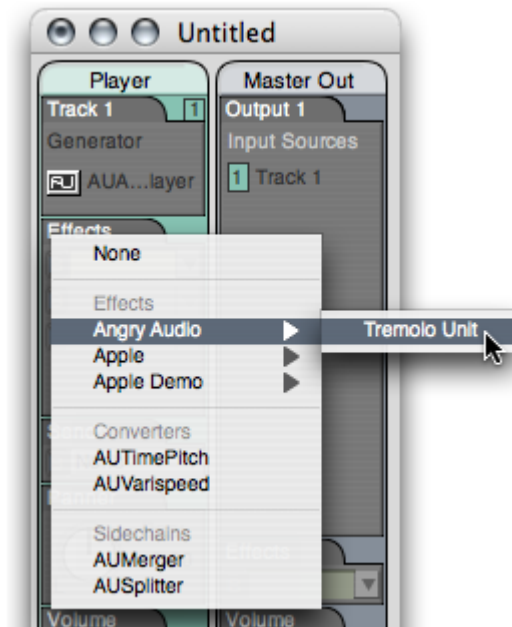 Untitled
Player
Master Out
Track 1
1
Output 1
Generator
Input Sources
AUA...layer
1 Track 1
Effects
None
Effects
Angry Audio
Tremolo Unit
Apple
Apple Demo
Converters
AUTimePitch
AUVarispeed
Sidechains
AUMerger
AUSplitter
Effects
Volume
Volume